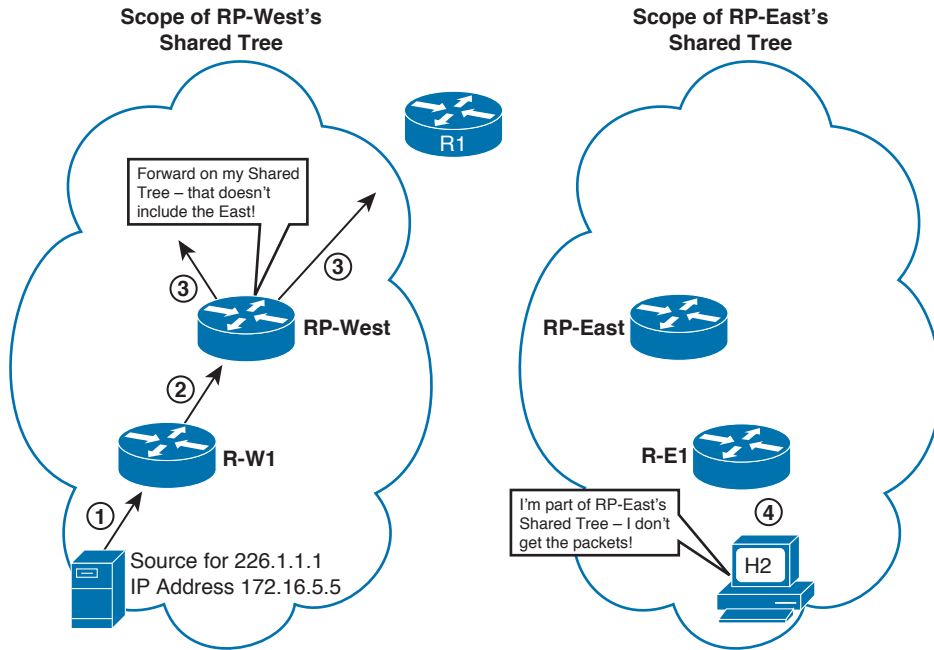 Scope of RP-West's
Shared Tree
Scope of RP-East's
Shared Tree
R1
Forward on my Shared
Tree – that doesn't
include the East!
3
3
RP-West
RP-East
2
R-W1
R-E1
1
I'm part of RP-East's
Shared Tree – I don't
get the packets!
4
Source for 226.1.1.1
IP Address 172.16.5.5
H2